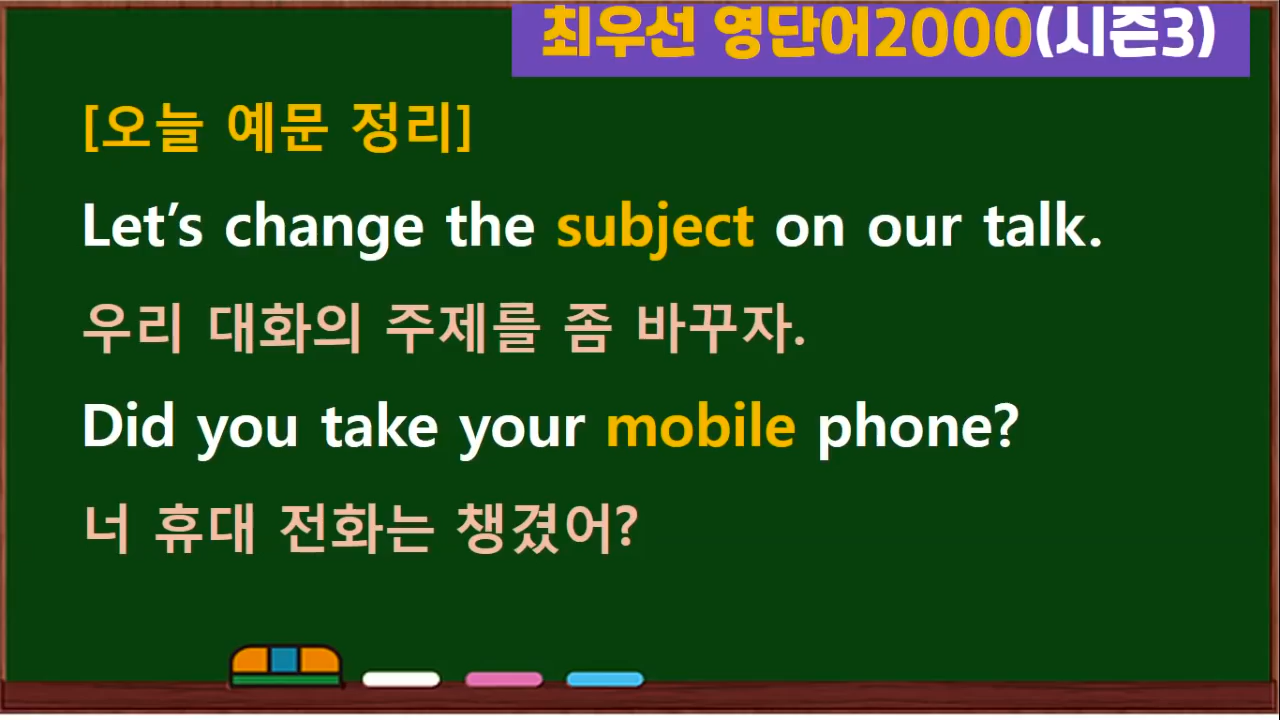 최우선 영단어2000(시즌3)
[오늘 예문 정리]
Let’s change the subject on our talk.
우리 대화의 주제를 좀 바꾸자.
Did you take your mobile phone?
너 휴대 전화는 챙겼어?